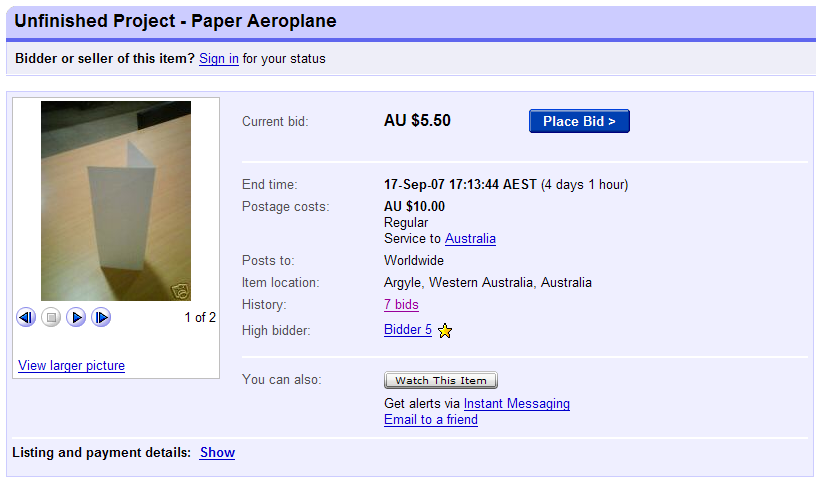 Unfinished Project - Paper Aeroplane
Bidder or seller of this item? Sign in for your status
Current bid: AU $5.50 Place Bid >
End time: 17-Sep-07 17:13:44 AEST (4 days 1 hour)
Postage costs: AU $10.00
Regular
Service to Australia
Posts to: Worldwide
Item location: Argyle, Western Australia, Australia
History: 7 bids
High bidder: Bidder 5
1 of 2
View larger picture
You can also: Watch This Item
Get alerts via Instant Messaging
Email to a friend
Listing and payment details: Show